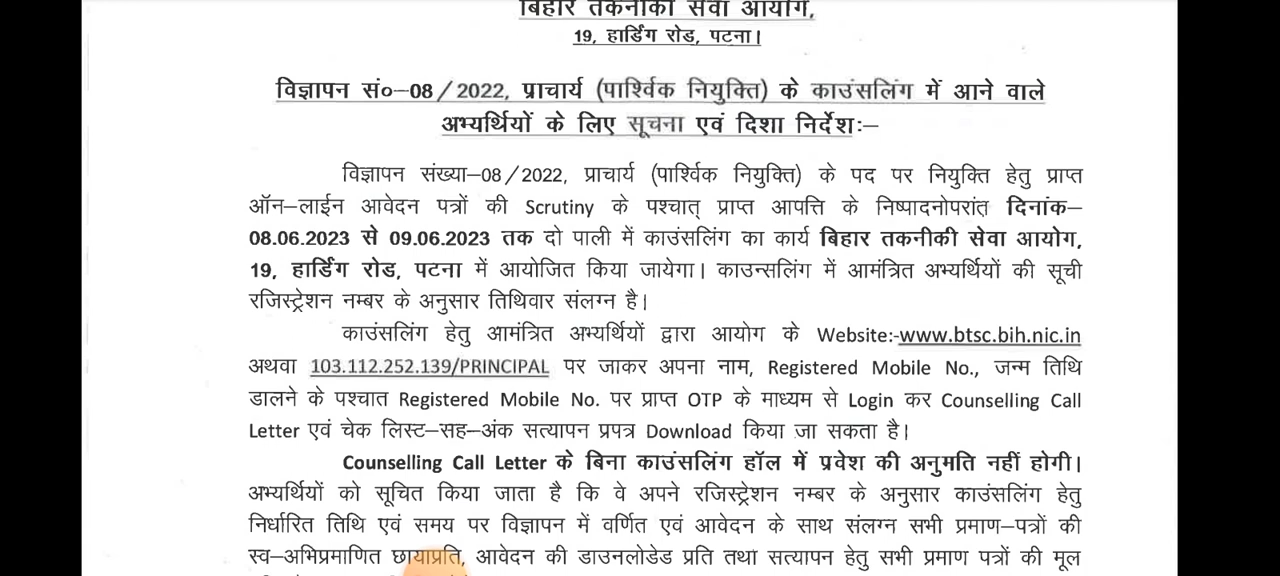 बिहार तकनीकी सेवा आयोग,
19, हार्डिंग रोड, पटना।
विज्ञापन सं०–08/2022, प्राचार्य (पार्श्विक नियुक्ति) के काउंसलिंग में आने वाले
अभ्यर्थियों के लिए सूचना एवं दिशा निर्देशः–
विज्ञापन संख्या–08/2022, प्राचार्य (पार्श्विक नियुक्ति) के पद पर नियुक्ति हेतु प्राप्त
ऑन–लाईन आवेदन पत्रों की Scrutiny के पश्चात् प्राप्त आपत्ति के निष्पादनोपरांत दिनांक–
08.06.2023 से 09.06.2023 तक दो पाली में काउंसलिंग का कार्य बिहार तकनीकी सेवा आयोग,
19, हार्डिंग रोड, पटना में आयोजित किया जायेगा। काउन्सलिंग में आमंत्रित अभ्यर्थियों की सूची
रजिस्ट्रेशन नम्बर के अनुसार तिथिवार संलग्न है।
काउंसलिंग हेतु आमंत्रित अभ्यर्थियों द्वारा आयोग के Website:-www.btsc.bih.nic.in
अथवा 103.112.252.139/PRINCIPAL पर जाकर अपना नाम, Registered Mobile No., जन्म तिथि
डालने के पश्चात Registered Mobile No. पर प्राप्त OTP के माध्यम से Login कर Counselling Call
Letter एवं चेक लिस्ट–सह–अंक सत्यापन प्रपत्र Download किया जा सकता है।
Counselling Call Letter के बिना काउंसलिंग हॉल में प्रवेश की अनुमति नहीं होगी।
अभ्यर्थियों को सूचित किया जाता है कि वे अपने रजिस्ट्रेशन नम्बर के अनुसार काउंसलिंग हेतु
निर्धारित तिथि एवं समय पर विज्ञापन में वर्णित एवं आवेदन के साथ संलग्न सभी प्रमाण–पत्रों की
स्व–अभिप्रमाणित छायाप्रति, आवेदन की डाउनलोडेड प्रति तथा सत्यापन हेतु सभी प्रमाण पत्रों की मूल